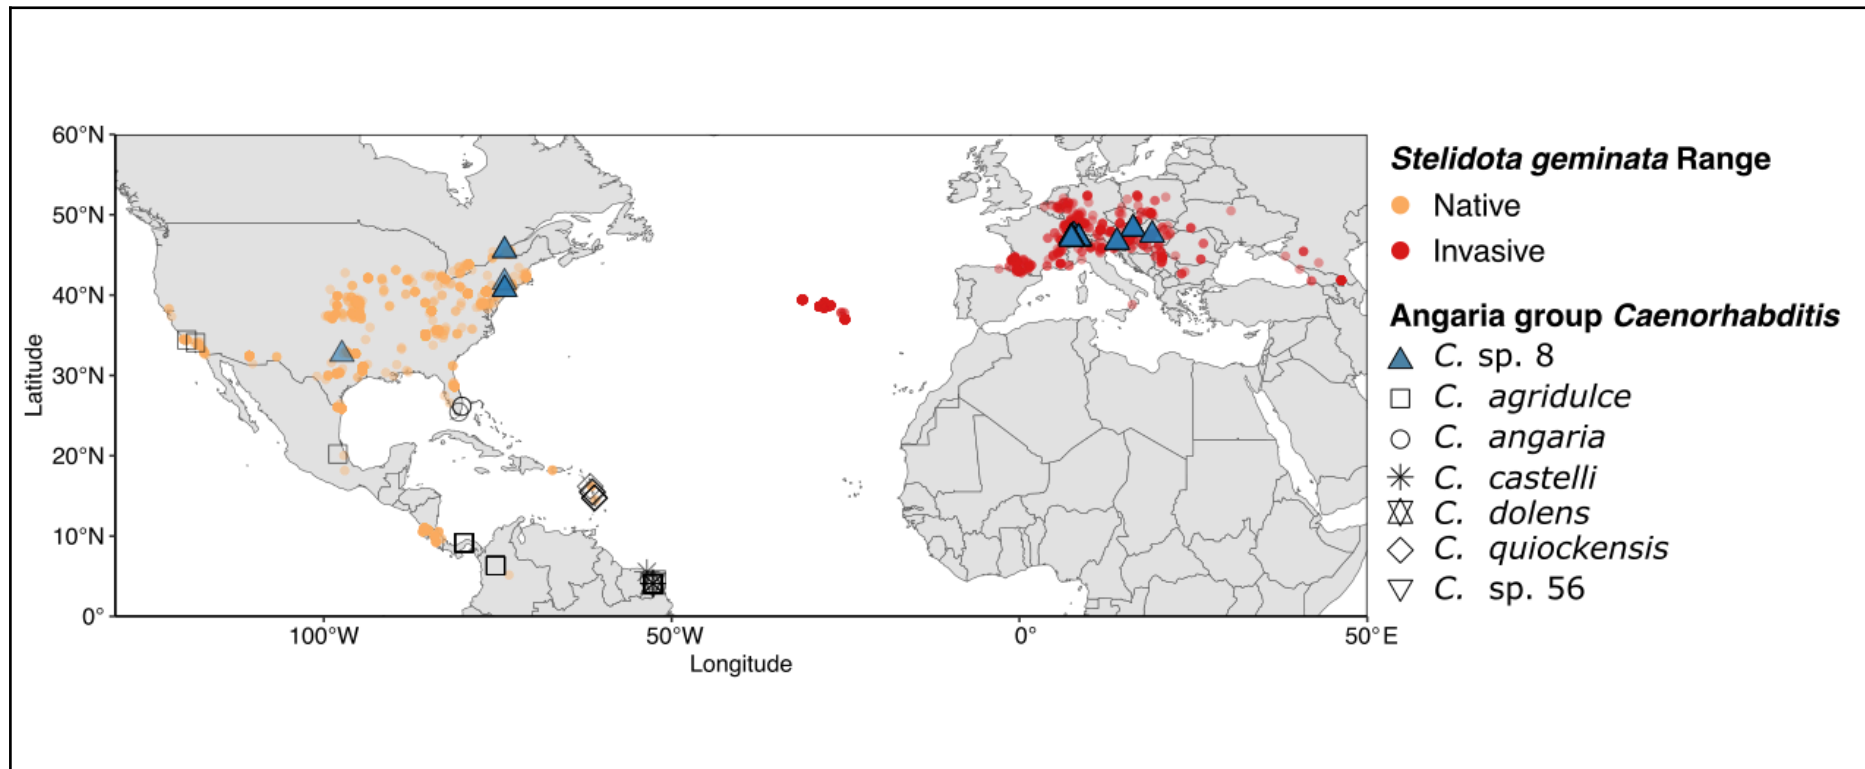 60°N
50°N
40°N
30°N
20°N
10°N
0°
Latitude
100°W
50°W
0°
50°E
Longitude
Stelidota geminata Range
Native
Invasive
Angaria group Caenorhabditis
C. sp. 8
C. agridulce
C. angaria
C. castelli
C. dolens
C. quiockensis
C. sp. 56